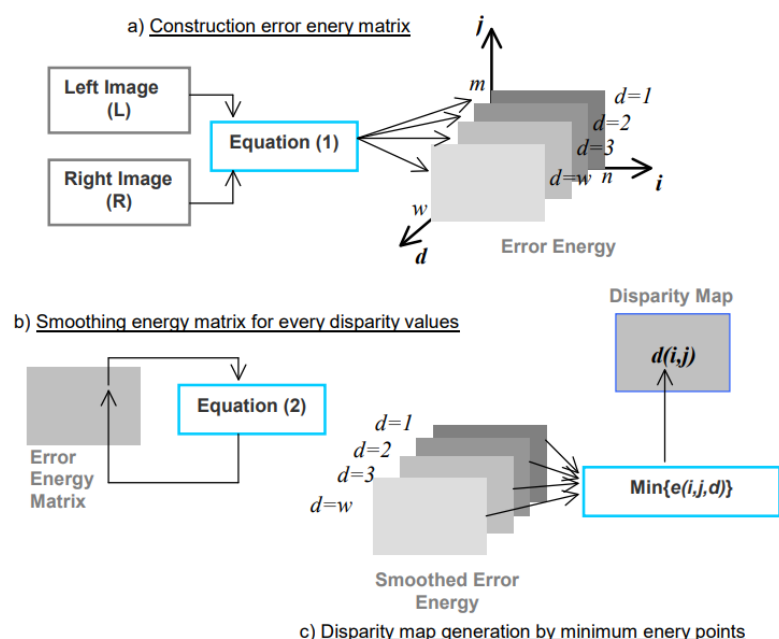 a) Construction error enery matrix
j
Left Image
(L)
m
d=1
Equation (1)
d=2
d=3
Right Image
(R)
d=w
n
i
w
d
Error Energy
Disparity Map
b) Smoothing energy matrix for every disparity values
d(i,j)
Equation (2)
d=1
d=2
Error
Energy
Matrix
d=3
Min{e(i,j,d)}
d=w
Smoothed Error
Energy
c) Disparity map generation by minimum enery points